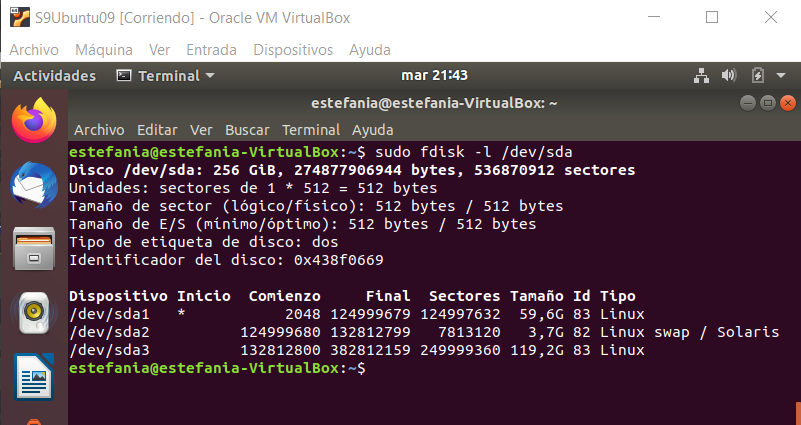 S9Ubuntu09 [Corriendo] - Oracle VM VirtualBox
Archivo Máquina Ver Entrada Dispositivos Ayuda
Actividades Terminal mar 21:43
estefania@estefania-VirtualBox: ~
Archivo Editar Ver Buscar Terminal Ayuda
estefania@estefania-VirtualBox:~$ sudo fdisk -l /dev/sda
Disco /dev/sda: 256 GiB, 274877906944 bytes, 536870912 sectores
Unidades: sectores de 1 * 512 = 512 bytes
Tamaño de sector (lógico/físico): 512 bytes / 512 bytes
Tamaño de E/S (mínimo/óptimo): 512 bytes / 512 bytes
Tipo de etiqueta de disco: dos
Identificador del disco: 0x438f0669

Dispositivo Inicio  Comienzo     Final  Sectores Tamaño Id Tipo
/dev/sda1   *           2048 124999679 124997632  59,6G 83 Linux
/dev/sda2          124999680 132812799   7813120   3,7G 82 Linux swap / Solaris
/dev/sda3          132812800 382812159 249999360 119,2G 83 Linux
estefania@estefania-VirtualBox:~$